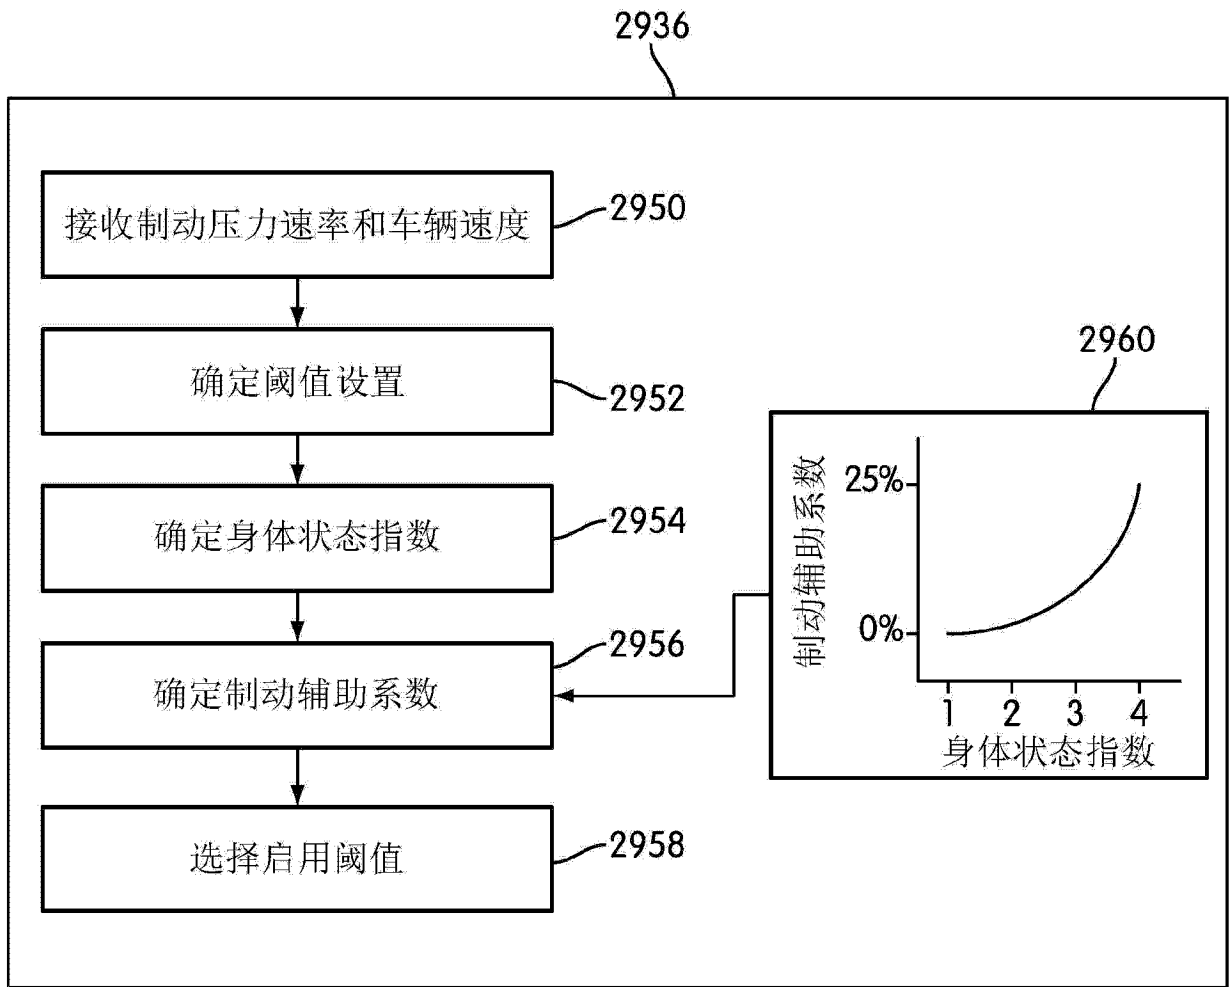 2936
接收制动压力速率和车辆速度
2950
确定阈值设置
2952
确定身体状态指数
2954
确定制动辅助系数
2956
选择启用阈值
2958
2960
制动辅助系数
25%
0%
1 2 3 4
身体状态指数